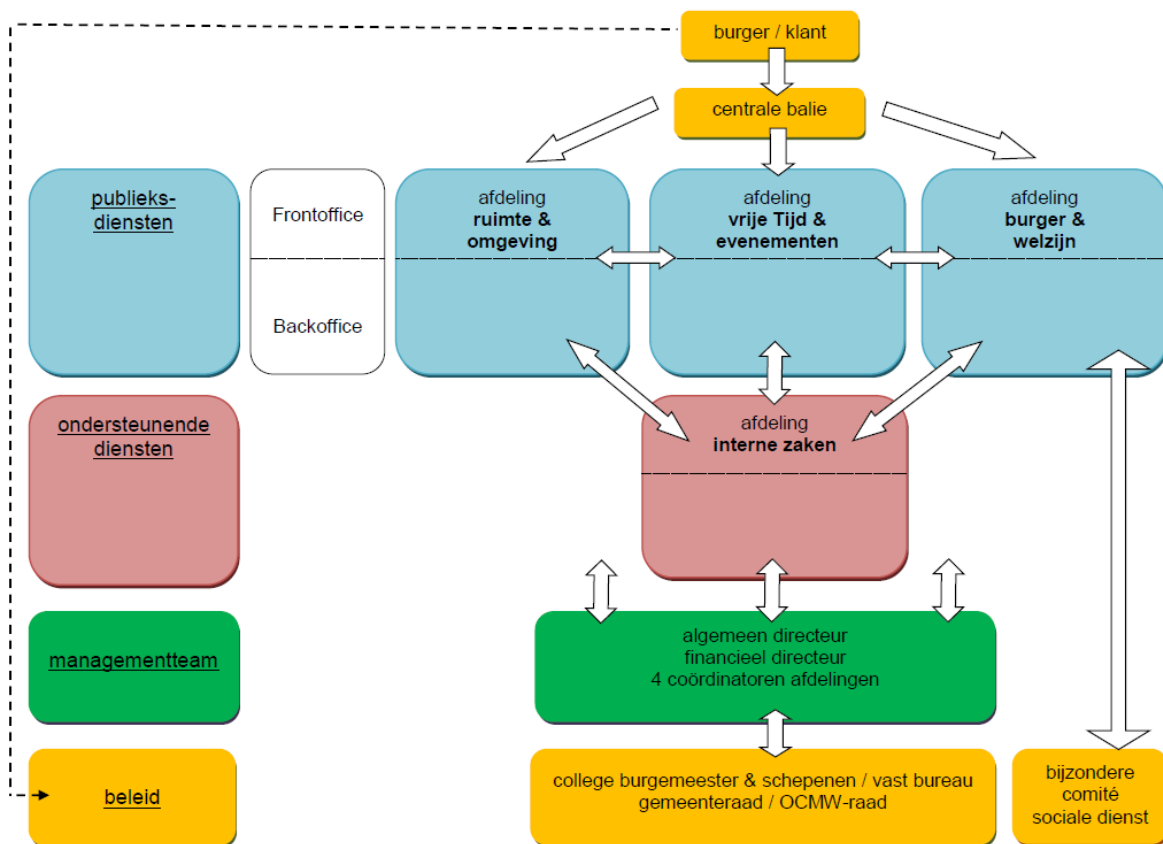 burger / klant
centrale balie
publieks-
diensten
Frontoffice
Backoffice
afdeling
ruimte &
omgeving
afdeling
vrije Tijd &
evenementen
afdeling
burger &
welzijn
ondersteunende
diensten
afdeling
interne zaken
managementteam
algemeen directeur
financieel directeur
4 coördinatoren afdelingen
beleid
college burgemeester & schepenen / vast bureau
gemeenteraad / OCMW-raad
bijzondere
comité
sociale dienst